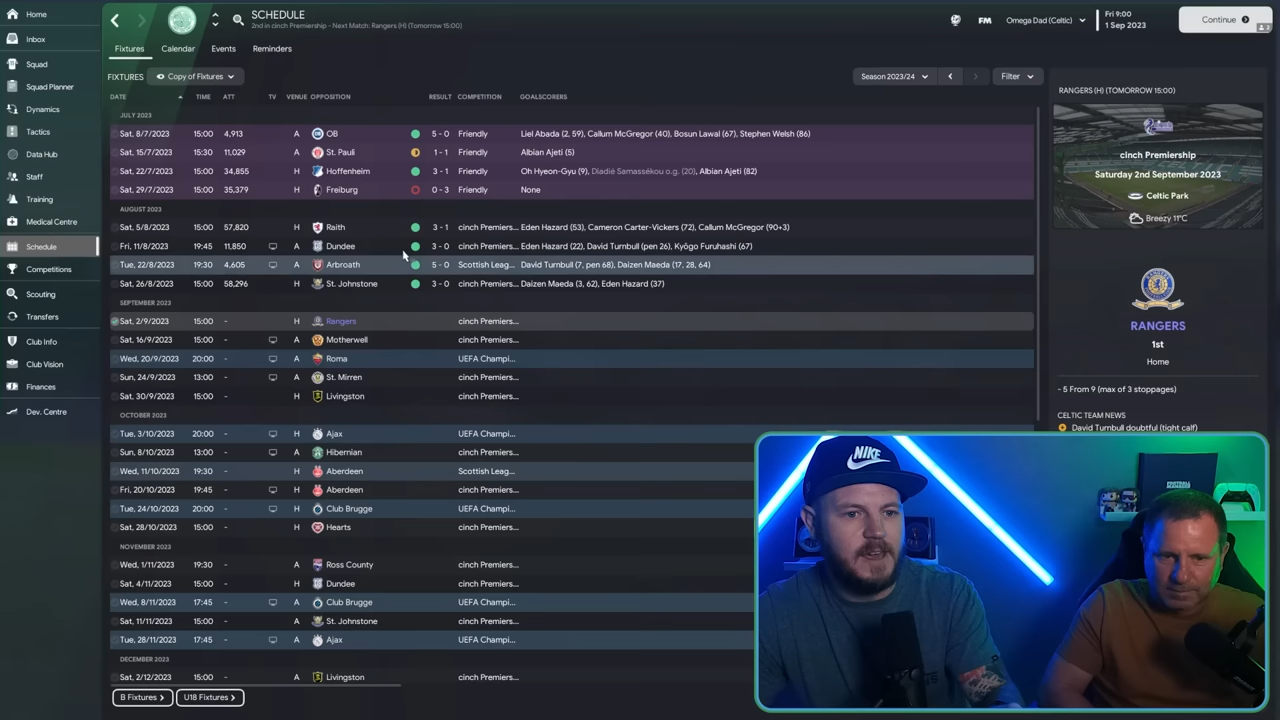 Home
Inbox
Squad
Squad Planner
Dynamics
Tactics
Data Hub
Staff
Training
Medical Centre
Schedule
Competitions
Scouting
Transfers
Club Info
Club Vision
Finances
Dev. Centre
SCHEDULE
2nd in cinch Premiership - Next Match: Rangers (H) (Tomorrow 15:00)
FM
Omega Dad (Celtic)
Fri 9:00
1 Sep 2023
Continue
2
Fixtures Calendar Events Reminders
FIXTURES Copy of Fixtures Season 2023/24 Filter
DATE TIME ATT TV VENUE OPPOSITION RESULT COMPETITION GOALSCORERS
JULY 2023
Sat, 8/7/2023 15:00 4,913 A OB 5 - 0 Friendly Liel Abada (2, 59), Callum McGregor (40), Bosun Lawal (67), Stephen Welsh (86)
Sat, 15/7/2023 15:30 11,029 A St. Pauli 1 - 1 Friendly Albian Ajeti (5)
Sat, 22/7/2023 15:00 34,855 H Hoffenheim 3 - 1 Friendly Oh Hyeon-Gyu (9), Diadié Samassékou o.g. (20), Albian Ajeti (82)
Sat, 29/7/2023 15:00 35,379 H Freiburg 0 - 3 Friendly None
AUGUST 2023
Sat, 5/8/2023 15:00 57,820 H Raith 3 - 1 cinch Premiers... Eden Hazard (53), Cameron Carter-Vickers (72), Callum McGregor (90+3)
Fri, 11/8/2023 19:45 11,850 A Dundee 3 - 0 cinch Premiers... Eden Hazard (22), David Turnbull (pen 26), Kyōgo Furuhashi (67)
Tue, 22/8/2023 19:30 4,605 A Arbroath 5 - 0 Scottish Leag... David Turnbull (7, pen 68), Daizen Maeda (17, 28, 64)
Sat, 26/8/2023 15:00 58,296 H St. Johnstone 3 - 0 cinch Premiers... Daizen Maeda (3, 62), Eden Hazard (37)
SEPTEMBER 2023
Sat, 2/9/2023 15:00 - H Rangers cinch Premiers...
Sat, 16/9/2023 15:00 - A Motherwell cinch Premiers...
Wed, 20/9/2023 20:00 - A Roma UEFA Champi...
Sun, 24/9/2023 13:00 - A St. Mirren cinch Premiers...
Sat, 30/9/2023 15:00 - H Livingston cinch Premiers...
OCTOBER 2023
Tue, 3/10/2023 20:00 - H Ajax UEFA Champi...
Sun, 8/10/2023 13:00 - A Hibernian cinch Premiers...
Wed, 11/10/2023 19:30 - H Aberdeen Scottish Leag...
Fri, 20/10/2023 19:45 - H Aberdeen cinch Premiers...
Tue, 24/10/2023 20:00 - H Club Brugge UEFA Champi...
Sat, 28/10/2023 15:00 - H Hearts cinch Premiers...
NOVEMBER 2023
Wed, 1/11/2023 19:30 - A Ross County cinch Premiers...
Sat, 4/11/2023 15:00 - H Dundee cinch Premiers...
Wed, 8/11/2023 17:45 - A Club Brugge UEFA Champi...
Sat, 11/11/2023 15:00 - A St. Johnstone cinch Premiers...
Tue, 28/11/2023 17:45 - A Ajax UEFA Champi...
DECEMBER 2023
Sat, 2/12/2023 15:00 - A Livingston cinch Premiers...
B Fixtures U18 Fixtures
RANGERS (H) (TOMORROW 15:00)
cinch Premiership
Saturday 2nd September 2023
Celtic Park
Breezy 11°C
RANGERS
1st
Home
- 5 From 9 (max of 3 stoppages)
CELTIC TEAM NEWS
David Turnbull doubtful (tight calf)
NIKE
FOOTBALL
MANAGER